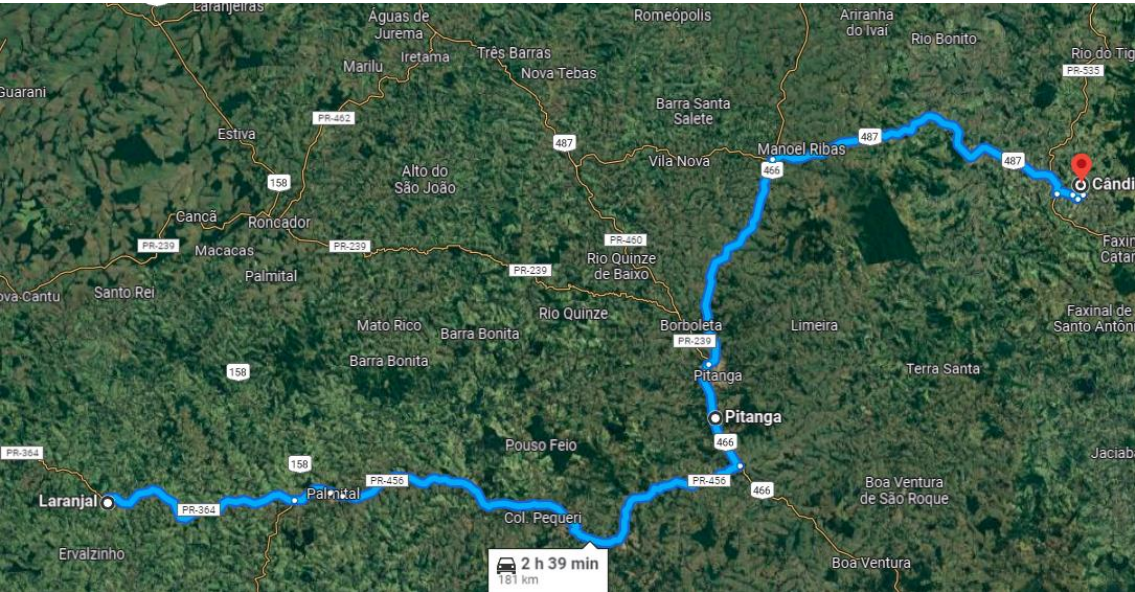 Laranjeiras
Águas de
Jurema
Romeópolis
Ariranha
do Ivaí
Rio Bonito
Iretama
Três Barras
Marilu
Nova Tebas
Rio do Tig
PR-535
Guarani
PR-462
Barra Santa
Salete
Estiva
487
487
Manoel Ribas
Vila Nova
487
466
Alto do
São João
158
Cândi
Cancã
Roncador
PR-239
PR-239
PR-460
Macacas
Rio Quinze
de Baixo
Faxin
Catar
PR-239
Palmital
ova Cantu
Santo Rei
Rio Quinze
Mato Rico
Barra Bonita
Borboleta
Limeira
Faxinal de
Santo Antôni
PR-239
Barra Bonita
158
Pitanga
Terra Santa
Pitanga
466
Pouso Feio
PR-364
Jaciaba
158
Palmital
PR-456
PR-456
466
Boa Ventura
de São Roque
Laranjal
PR-364
Col. Pequeri
Ervalzinho
2 h 39 min
181 km
Boa Ventura